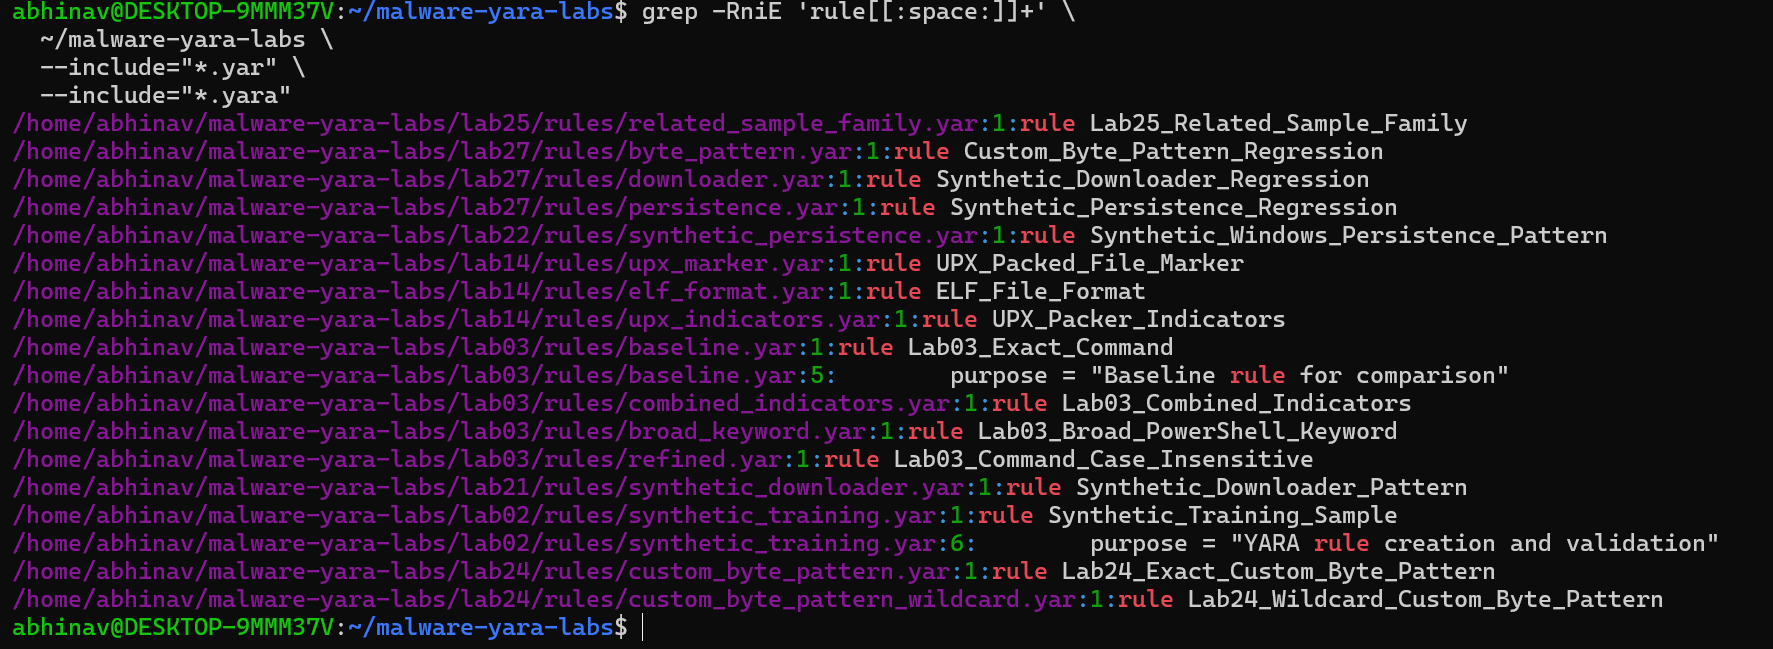 abhinav@DESKTOP-9MMM37V:~/malware-yara-labs$ grep -RniE 'rule[[:space:]]+' \
  ~/malware-yara-labs \
  --include="*.yar" \
  --include="*.yara"
/home/abhinav/malware-yara-labs/lab25/rules/related_sample_family.yar:1:rule Lab25_Related_Sample_Family
/home/abhinav/malware-yara-labs/lab27/rules/byte_pattern.yar:1:rule Custom_Byte_Pattern_Regression
/home/abhinav/malware-yara-labs/lab27/rules/downloader.yar:1:rule Synthetic_Downloader_Regression
/home/abhinav/malware-yara-labs/lab27/rules/persistence.yar:1:rule Synthetic_Persistence_Regression
/home/abhinav/malware-yara-labs/lab22/rules/synthetic_persistence.yar:1:rule Synthetic_Windows_Persistence_Pattern
/home/abhinav/malware-yara-labs/lab14/rules/upx_marker.yar:1:rule UPX_Packed_File_Marker
/home/abhinav/malware-yara-labs/lab14/rules/elf_format.yar:1:rule ELF_File_Format
/home/abhinav/malware-yara-labs/lab14/rules/upx_indicators.yar:1:rule UPX_Packer_Indicators
/home/abhinav/malware-yara-labs/lab03/rules/baseline.yar:1:rule Lab03_Exact_Command
/home/abhinav/malware-yara-labs/lab03/rules/baseline.yar:5:        purpose = "Baseline rule for comparison"
/home/abhinav/malware-yara-labs/lab03/rules/combined_indicators.yar:1:rule Lab03_Combined_Indicators
/home/abhinav/malware-yara-labs/lab03/rules/broad_keyword.yar:1:rule Lab03_Broad_PowerShell_Keyword
/home/abhinav/malware-yara-labs/lab03/rules/refined.yar:1:rule Lab03_Command_Case_Insensitive
/home/abhinav/malware-yara-labs/lab21/rules/synthetic_downloader.yar:1:rule Synthetic_Downloader_Pattern
/home/abhinav/malware-yara-labs/lab02/rules/synthetic_training.yar:1:rule Synthetic_Training_Sample
/home/abhinav/malware-yara-labs/lab02/rules/synthetic_training.yar:6:        purpose = "YARA rule creation and validation"
/home/abhinav/malware-yara-labs/lab24/rules/custom_byte_pattern.yar:1:rule Lab24_Exact_Custom_Byte_Pattern
/home/abhinav/malware-yara-labs/lab24/rules/custom_byte_pattern_wildcard.yar:1:rule Lab24_Wildcard_Custom_Byte_Pattern
abhinav@DESKTOP-9MMM37V:~/malware-yara-labs$